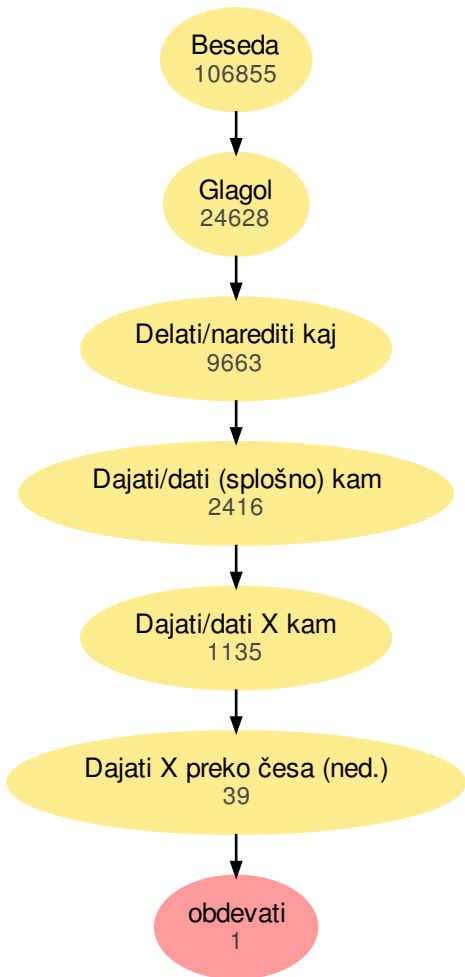 Beseda
106855
Glagol
24628
Delati/narediti kaj
9663
Dajati/dati (splošno) kam
2416
Dajati/dati X kam
1135
Dajati X preko česa (ned.)
39
obdevati
1